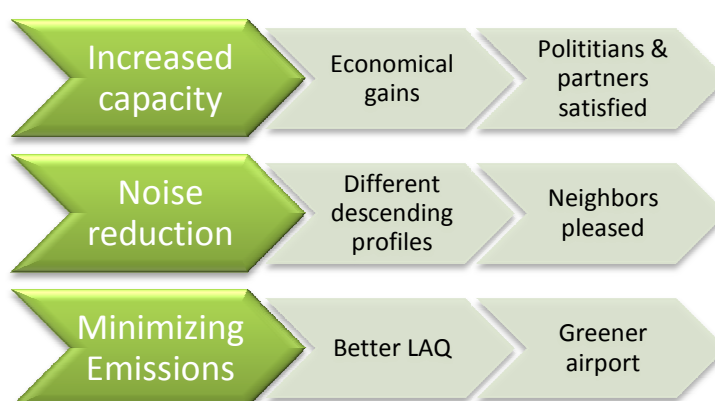 Increased
capacity
Economical
gains
Polititians &
partners
satisfied
Noise
reduction
Different
descending
profiles
Neighbors
pleased
Minimizing
Emissions
Better LAQ
Greener
airport